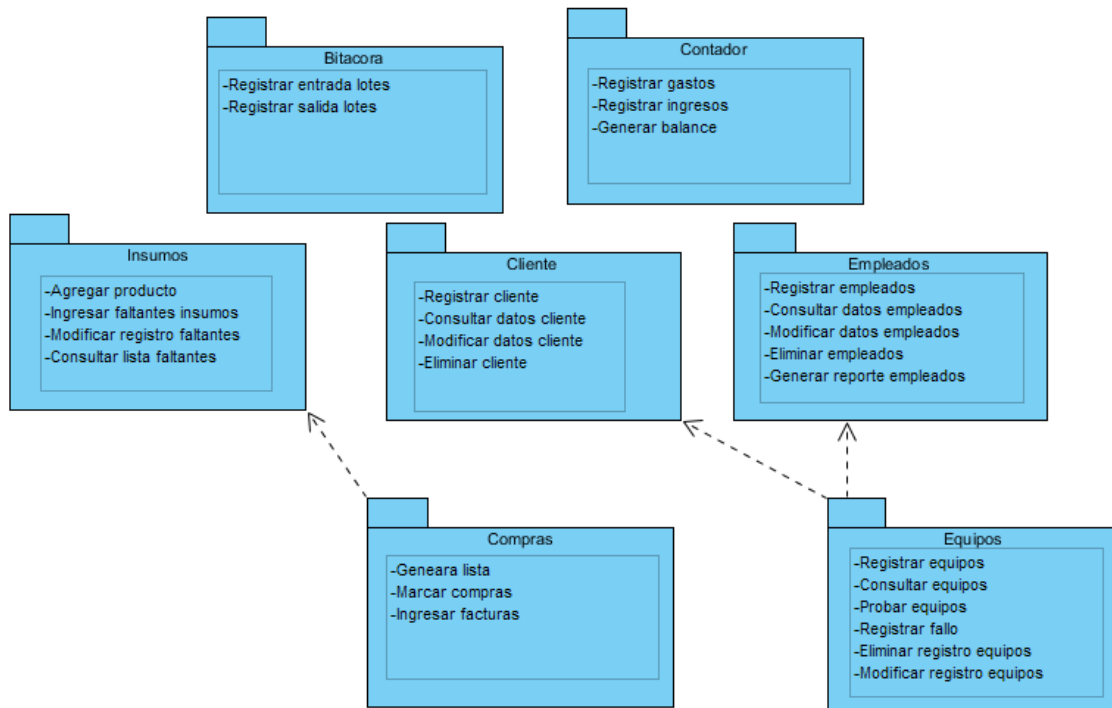 Bitacora
-Registrar entrada lotes
-Registrar salida lotes
Contador
-Registrar gastos
-Registrar ingresos
-Generar balance
Insumos
-Agregar producto
-Ingresar faltantes insumos
-Modificar registro faltantes
-Consultar lista faltantes
Cliente
-Registrar cliente
-Consultar datos cliente
-Modificar datos cliente
-Eliminar cliente
Empleados
-Registrar empleados
-Consultar datos empleados
-Modificar datos empleados
-Eliminar empleados
-Generar reporte empleados
Compras
-Geneara lista
-Marcar compras
-Ingresar facturas
Equipos
-Registrar equipos
-Consultar equipos
-Probar equipos
-Registrar fallo
-Eliminar registro equipos
-Modificar registro equipos